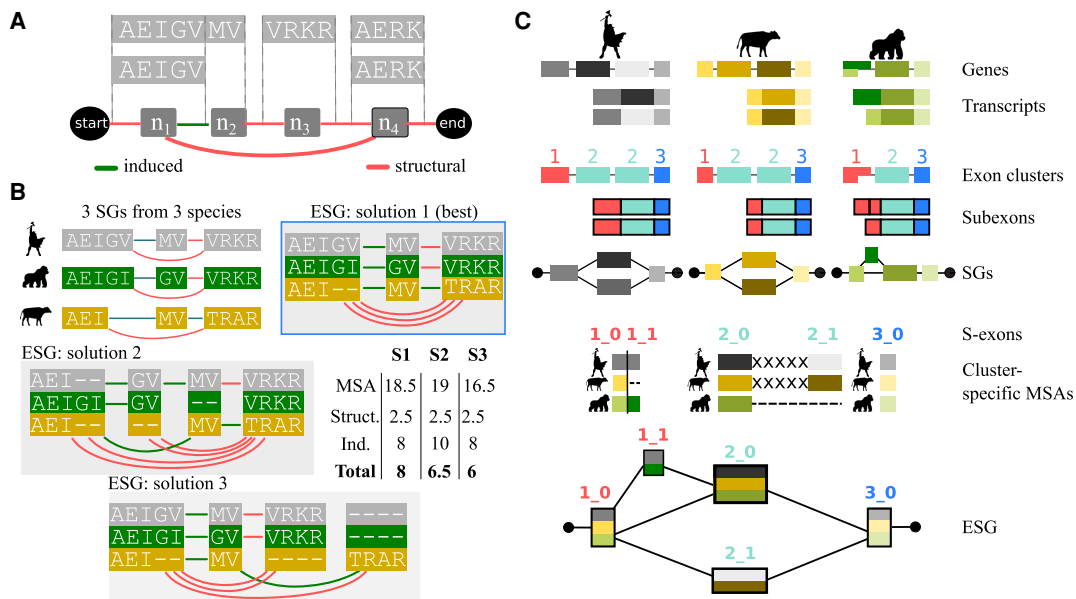 A
AEIGV MV VRKR AERK
AEIGV AERK
start n1 n2 n3 n4 end
induced structural
B
3 SGs from 3 species
AEIGV MV VRKR
AEIGI GV VRKR
AEI MV TRAR
ESG: solution 1 (best)
AEIGV MV VRKR
AEIGI GV VRKR
AEI-- MV TRAR
ESG: solution 2
AEI-- GV MV VRKR
AEIGI GV -- VRKR
AEI-- -- MV TRAR
S1 S2 S3
MSA 18.5 19 16.5
Struct. 2.5 2.5 2.5
Ind. 8 10 8
Total 8 6.5 6
ESG: solution 3
AEIGV MV VRKR ----
AEIGI GV VRKR ----
AEI-- MV ---- TRAR
C
Genes
Transcripts
1 2 2 3 1 2 2 3 1 2 3
Exon clusters
Subexons
SGs
S-exons
1_0 1_1 2_0 2_1 3_0
XXXXX
XXXXX
Cluster-
specific MSAs
1_1
2_0
1_0
3_0
ESG
2_1